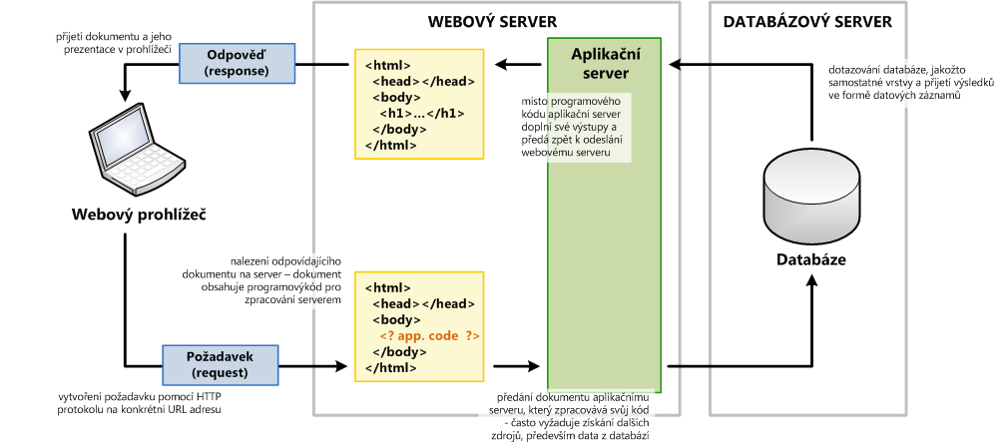 WEBOVÝ SERVER
DATABÁZOVÝ SERVER
přijetí dokumentu a jeho
prezentace v prohlížeči
Odpověď
(response)
<html>
<head></head>
<body>
<h1>...</h1>
</body>
</html>
Aplikační
server
místo programového
kódu aplikační server
doplní své výstupy a
předá zpět k odeslání
webovému serveru
dotazování databáze, jakožto
samostatné vrstvy a přijetí výsledků
ve formě datových záznamů
Webový prohlížeč
Databáze
nalezení odpovídajícího
dokumentu na server – dokument
obsahuje programovýkód pro
zpracování serverem
<html>
<head></head>
<body>
<? app. code ?>
</body>
</html>
Požadavek
(request)
vytvoření požadavku pomocí HTTP
protokolu na konkrétní URL adresu
předání dokumentu aplikačnímu
serveru, který zpracovává svůj kód
- často vyžaduje získání dalších
zdrojů, především data z databází